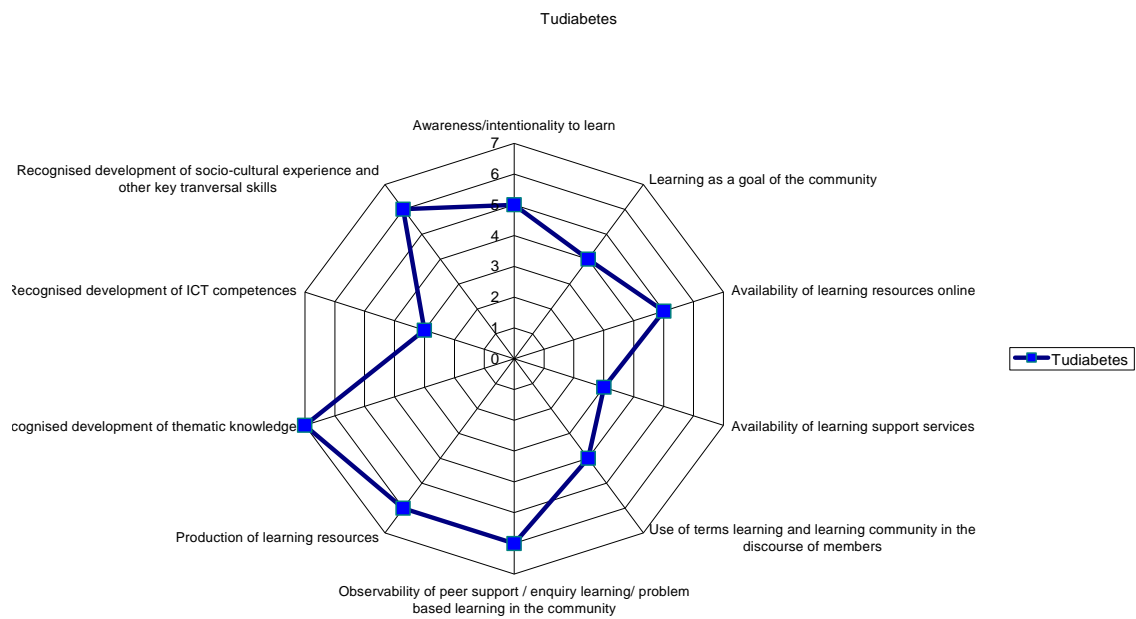 Tudiabetes
Awareness/intentionality to learn
7
6
5
4
3
2
1
0
Learning as a goal of the community
Availability of learning resources online
Availability of learning support services
Use of terms learning and learning community in the
discourse of members
Observability of peer support / enquiry learning/ problem
based learning in the community
Production of learning resources
cognised development of thematic knowledge
Recognised development of ICT competences
Recognised development of socio-cultural experience and
other key tranversal skills
Tudiabetes